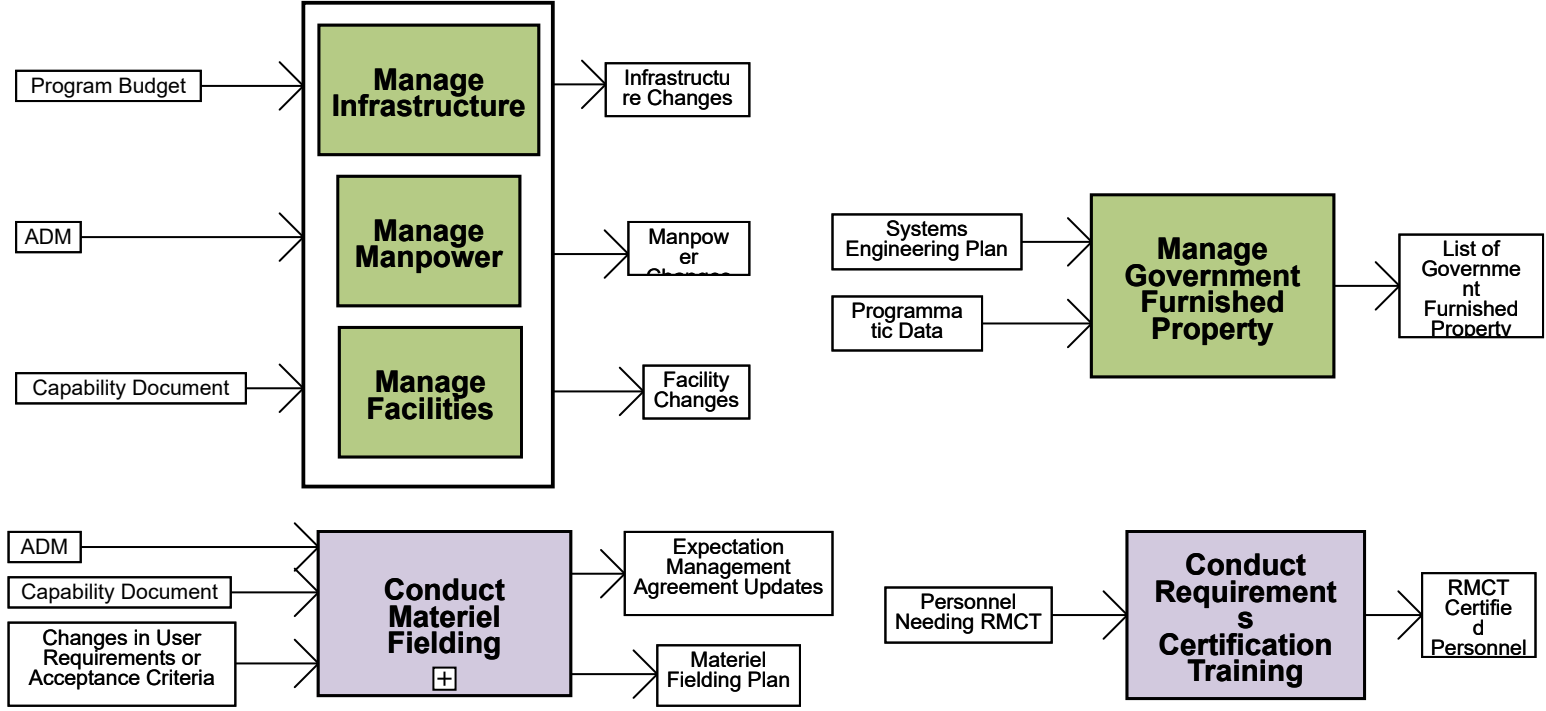 Program Budget
Manage
Infrastructure
Infrastructu
re Changes
ADM
Manage
Manpower
Manpow
er
Changes
Capability Document
Manage
Facilities
Facility
Changes
Systems
Engineering Plan
Programma
tic Data
Manage
Government
Furnished
Property
List of
Governme
nt
Furnished
Property
ADM
Capability Document
Changes in User
Requirements or
Acceptance Criteria
Conduct
Materiel
Fielding
+
Expectation
Management
Agreement Updates
Materiel
Fielding Plan
Personnel
Needing RMCT
Conduct
Requirement
s
Certification
Training
RMCT
Certifie
d
Personnel